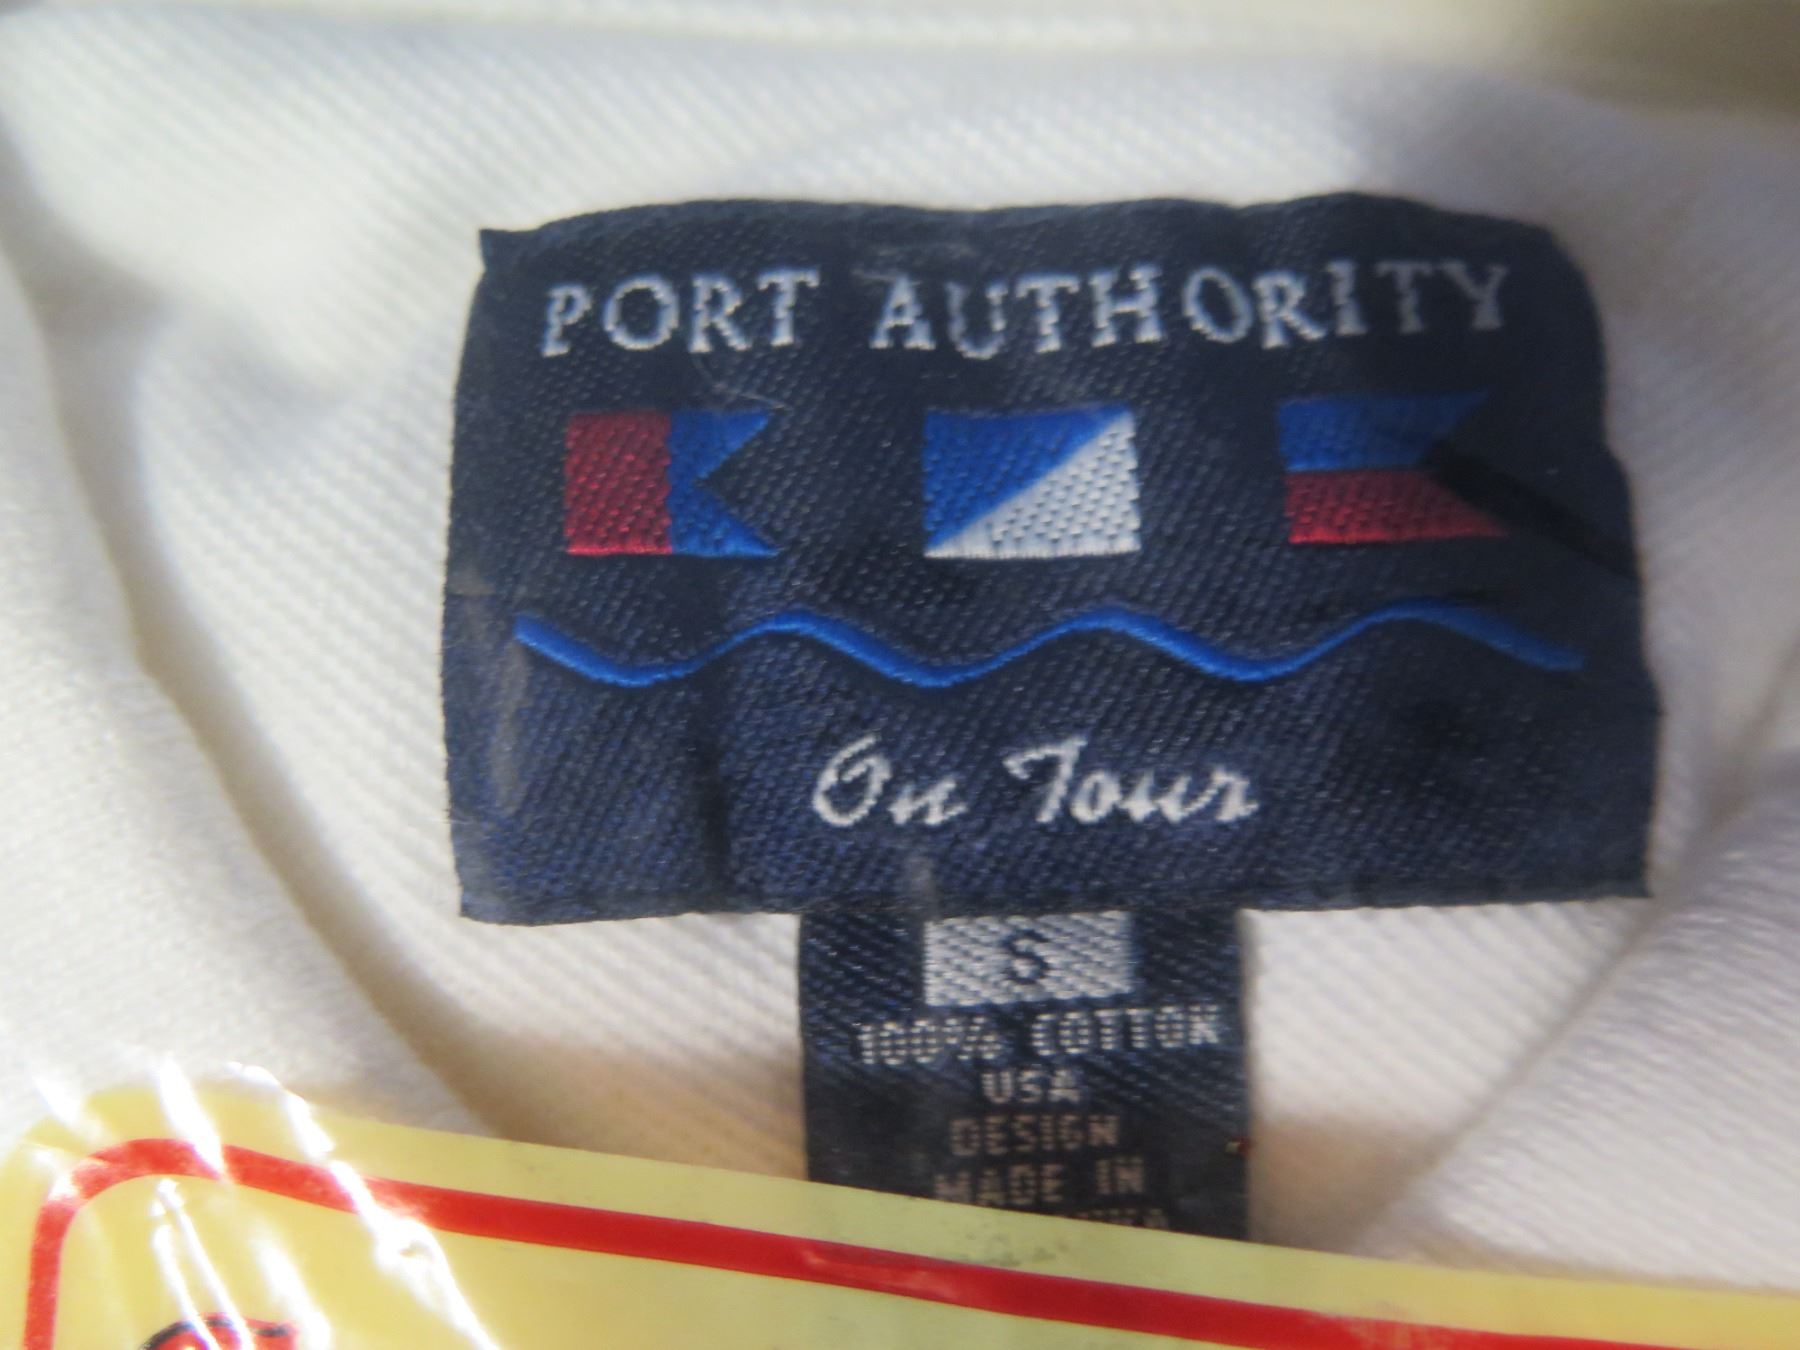 PORT AUTHORITY
On Tour
S
100% COTTON
USA
DESIGN
MADE IN